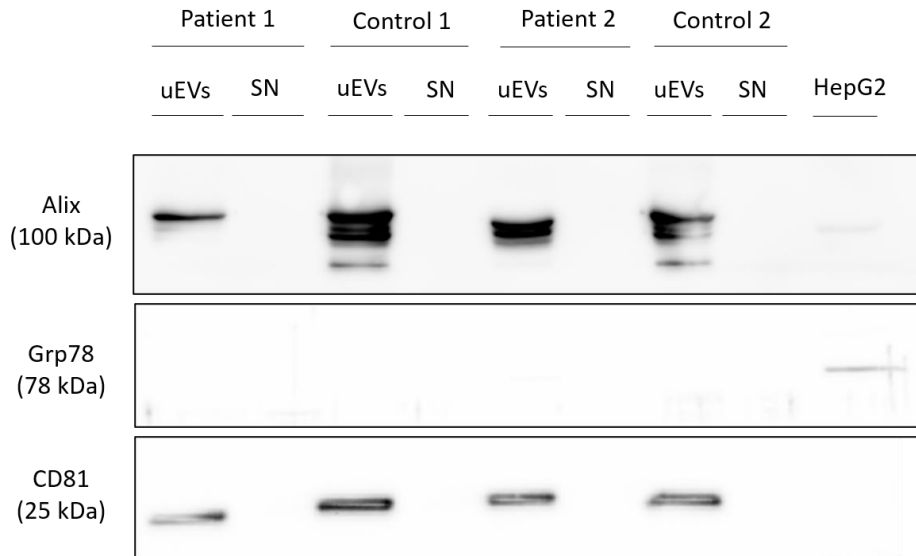 Patient 1 Control 1 Patient 2 Control 2
uEVs SN uEVs SN uEVs SN uEVs SN HepG2
Alix
(100 kDa)
Grp78
(78 kDa)
CD81
(25 kDa)